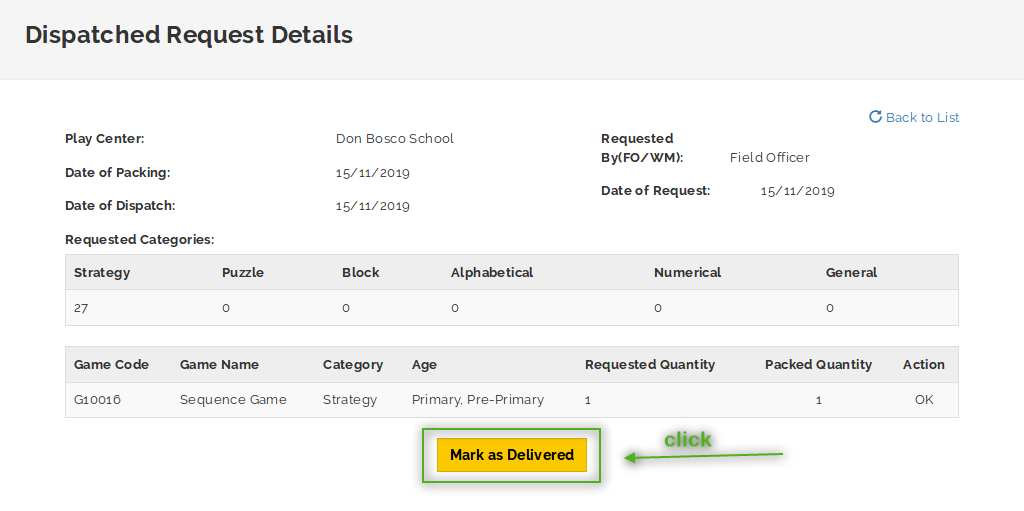 Dispatched Request Details
Back to List
Play Center: Don Bosco School
Requested By(FO/WM): Field Officer
Date of Packing: 15/11/2019
Date of Request: 15/11/2019
Date of Dispatch: 15/11/2019
Requested Categories:
Strategy Puzzle Block Alphabetical Numerical General
27 0 0 0 0 0
Game Code Game Name Category Age Requested Quantity Packed Quantity Action
G10016 Sequence Game Strategy Primary, Pre-Primary 1 1 OK
Mark as Delivered
click